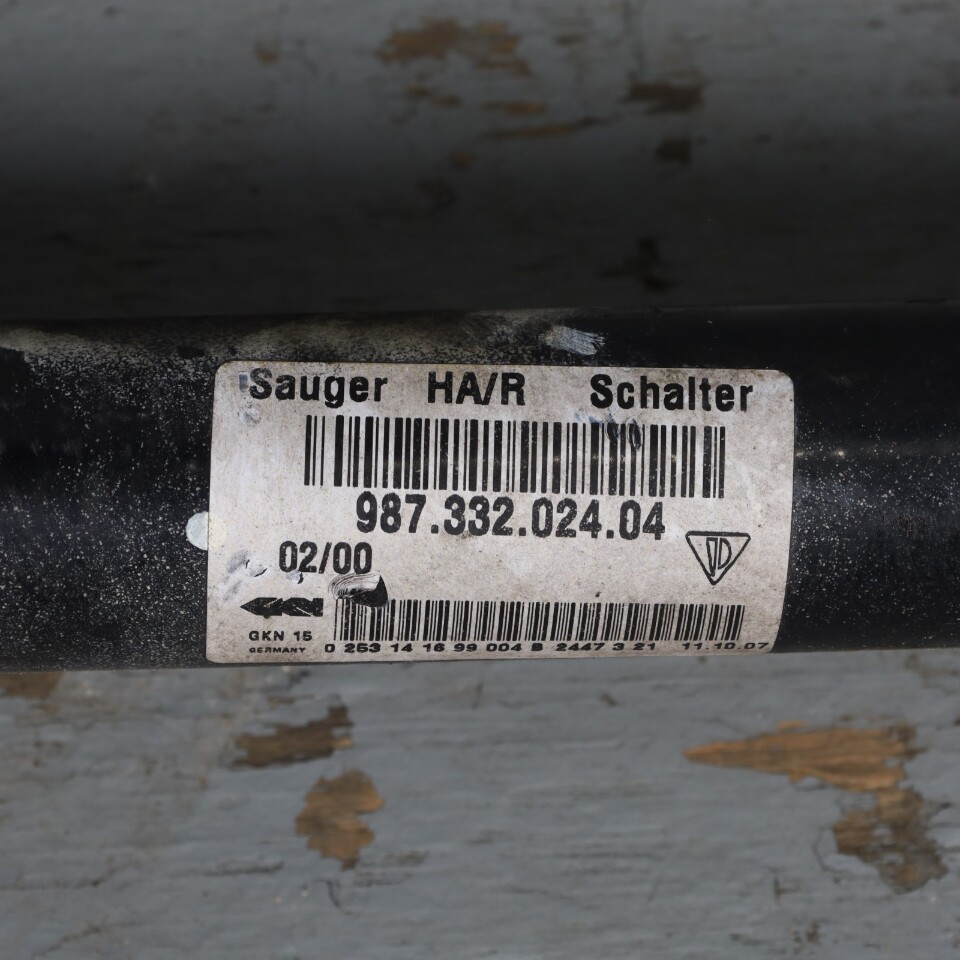 Sauger HA/R Schalter
987.332.024.04
02/00
GKN
GKN 15
GERMANY 0 253 14 16 99 004 B 2447 3 21 11.10.07